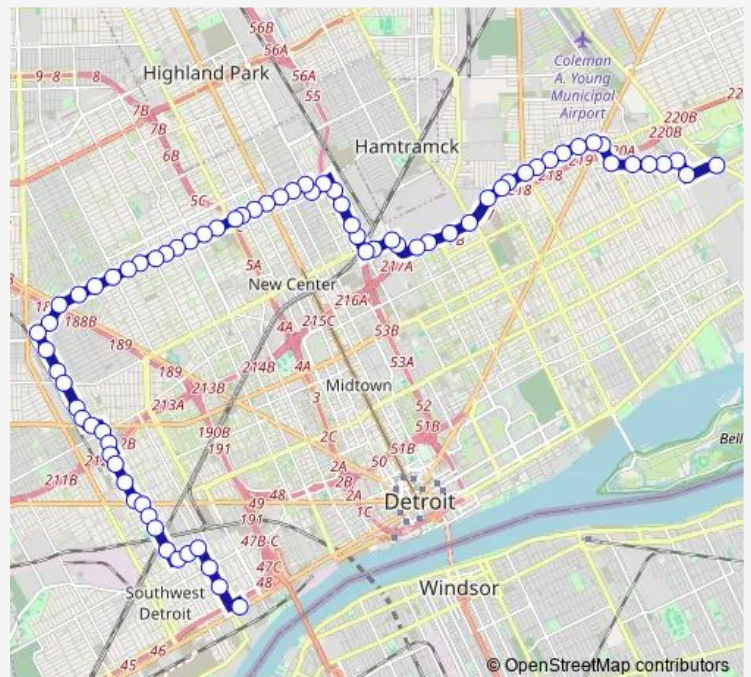 56B
56A
Highland Park
9-8
8
56A
7B
55
7B
Coleman
A. Young
Municipal
Airport
220B
220B
6B
Hamtramck
219
218
218
5C
217A
5A
New Center
216A
188B
215C
53B
4A
189
214B
4A
53A
189
213B
Midtown
213A
3
52
190B
2C
51B
191
51B
211B
2A
50
2B
48
2A
49
1C
Detroit
191
47B-C
47C
48
Southwest
Detroit
Windsor
46
45
© OpenStreetMap contributors